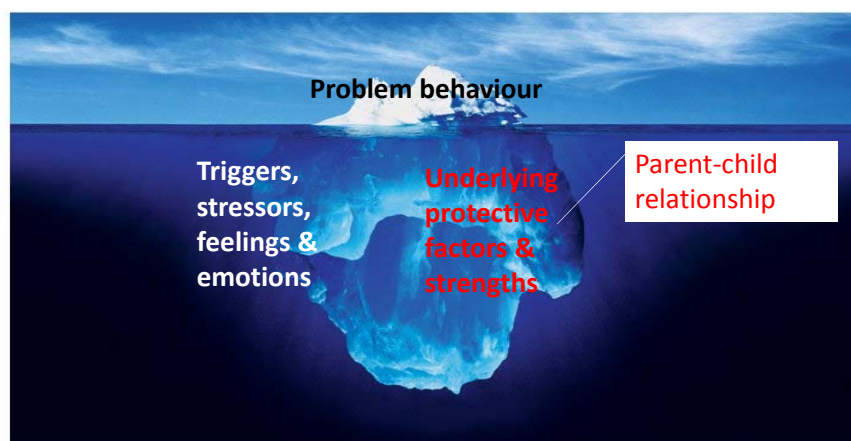 Problem behaviour
Triggers,
stressors,
feelings &
emotions
Underlying
protective
factors &
strengths
Parent-child
relationship